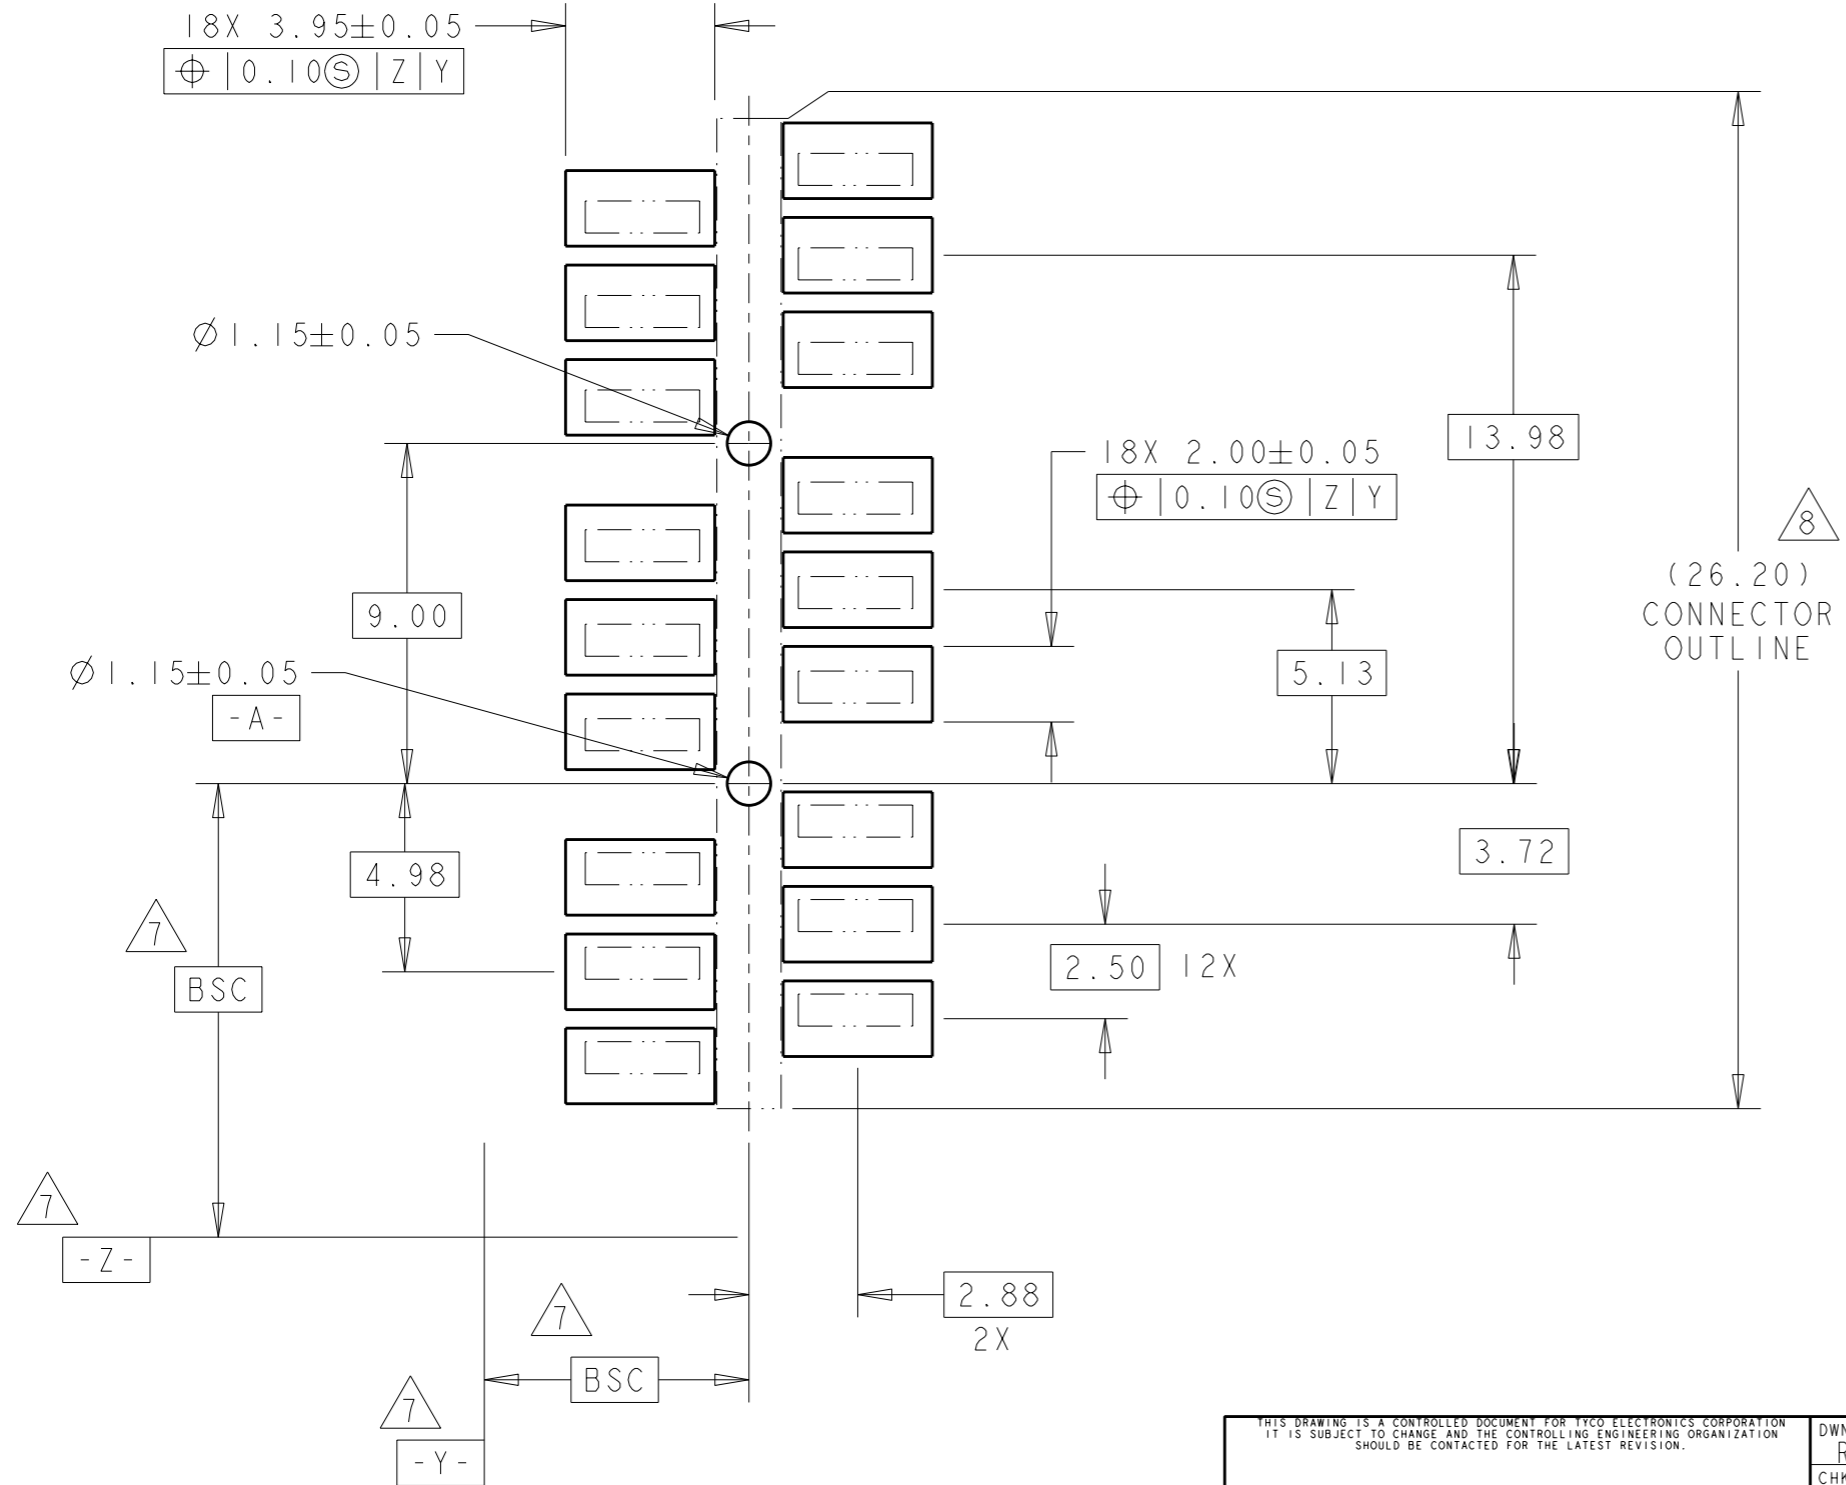 18X 3.95±0.05
⌖ 0.10Ⓢ Z Y
Ø1.15±0.05
13.98
18X 2.00±0.05
⌖ 0.10Ⓢ Z Y
8
(26.20)
CONNECTOR
OUTLINE
9.00
5.13
Ø1.15±0.05
-A-
3.72
4.98
7
2.50 12X
BSC
7
-Z-
2.88
2X
7
BSC
7
-Y-
THIS DRAWING IS A CONTROLLED DOCUMENT FOR TYCO ELECTRONICS CORPORATION
IT IS SUBJECT TO CHANGE AND THE CONTROLLING ENGINEERING ORGANIZATION
SHOULD BE CONTACTED FOR THE LATEST REVISION.
DWN
R
CHK